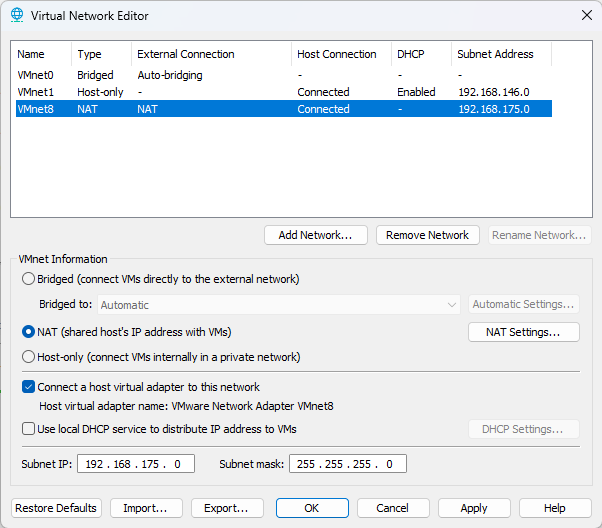 Virtual Network Editor
Name Type External Connection Host Connection DHCP Subnet Address
VMnet0 Bridged Auto-bridging - - -
VMnet1 Host-only - Connected Enabled 192.168.146.0
VMnet8 NAT NAT Connected - 192.168.175.0
Add Network... Remove Network Rename Network...
VMnet Information
Bridged (connect VMs directly to the external network)
Bridged to: Automatic Automatic Settings...
NAT (shared host's IP address with VMs) NAT Settings...
Host-only (connect VMs internally in a private network)
Connect a host virtual adapter to this network
Host virtual adapter name: VMware Network Adapter VMnet8
Use local DHCP service to distribute IP address to VMs DHCP Settings...
Subnet IP: 192 . 168 . 175 . 0 Subnet mask: 255 . 255 . 255 . 0
Restore Defaults Import... Export... OK Cancel Apply Help